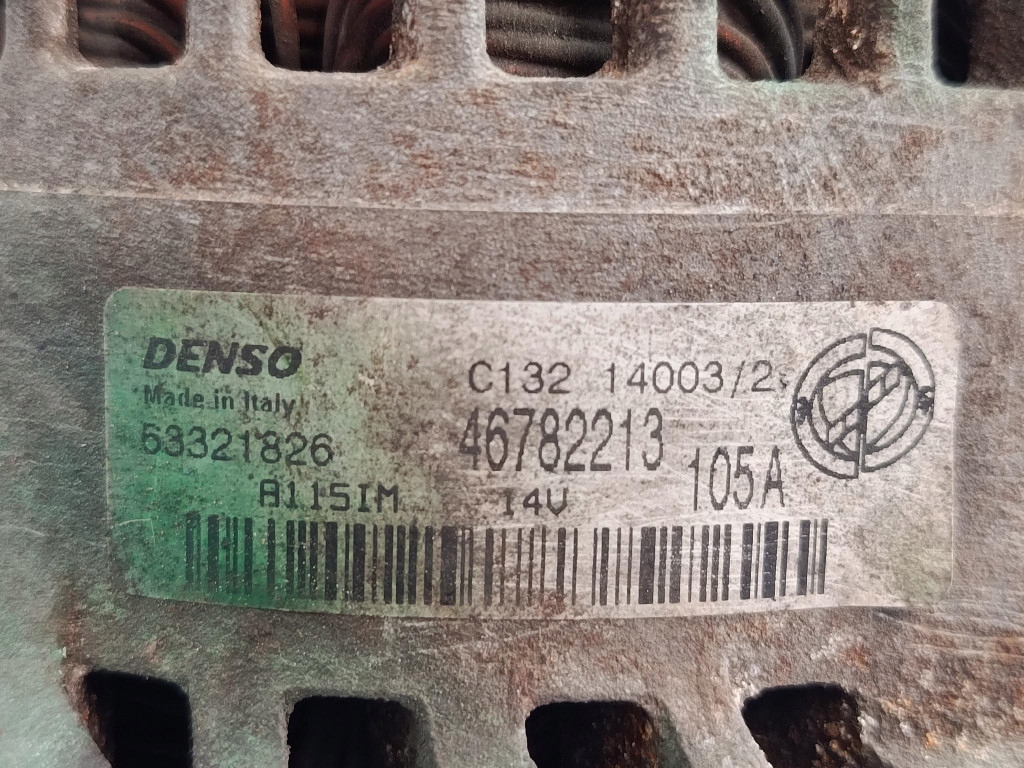 DENSO
Made in Italy
53321826
C132 14003/2
46782213
105A
A115IM 14V